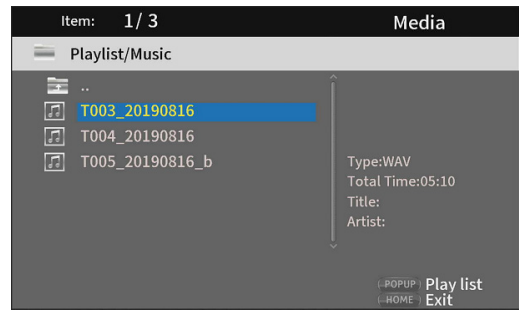 Item: 1/ 3 Media
Playlist/Music
..
T003_20190816
T004_20190816
T005_20190816_b
Type:WAV
Total Time:05:10
Title:
Artist:
POPUP Play list
HOME Exit